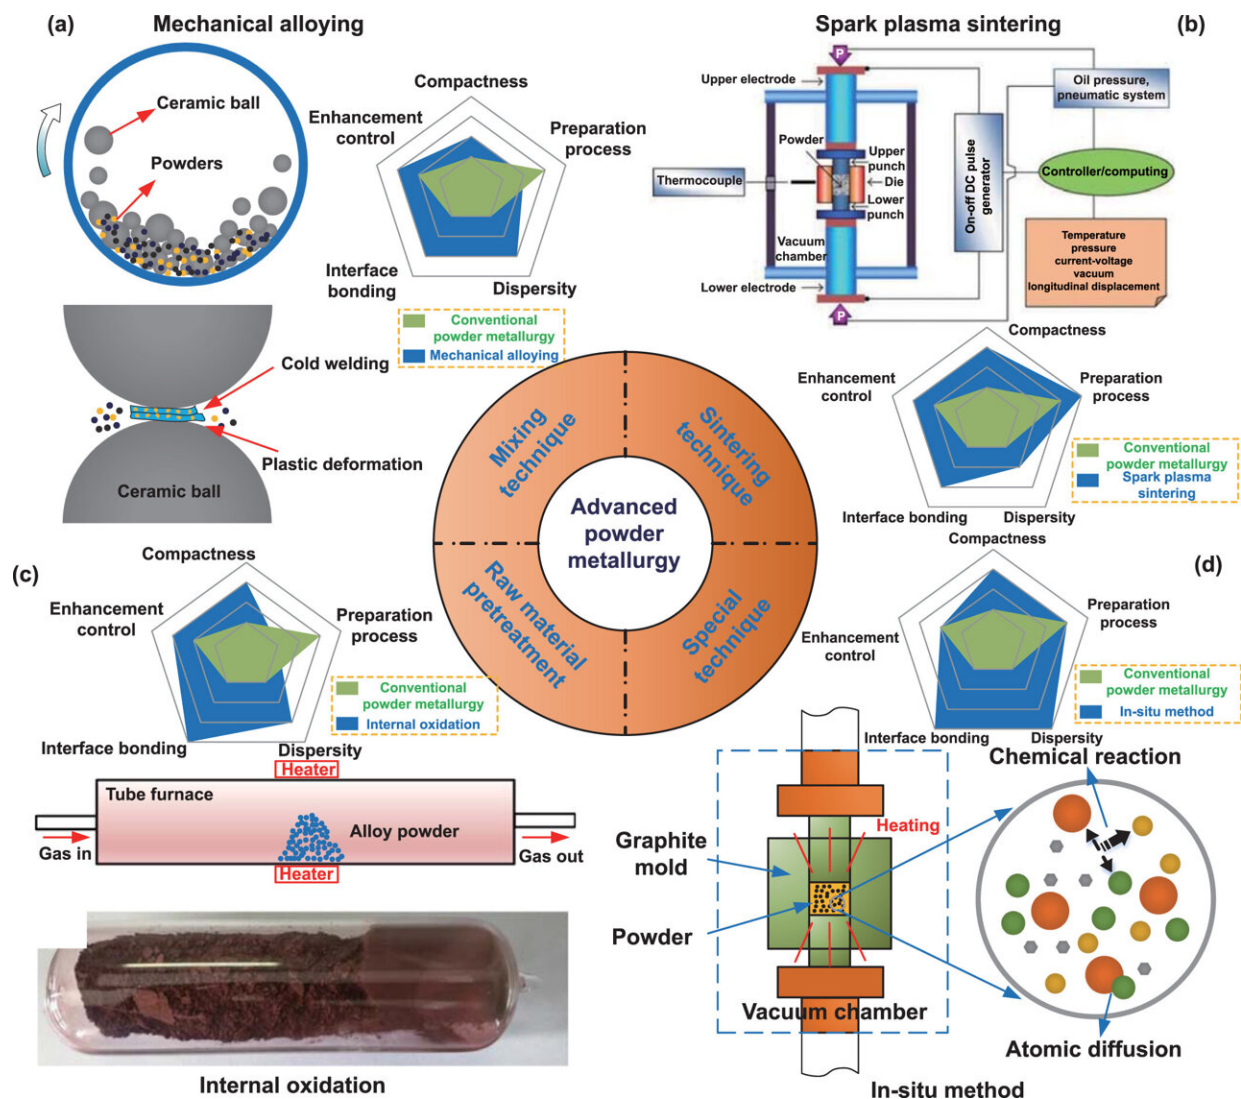 (a)
Mechanical alloying
Ceramic ball
Powders
Compactness
Enhancement
control
Preparation
process
Interface
bonding
Dispersity
Conventional
powder metallurgy
Mechanical alloying
Cold welding
Plastic deformation
Ceramic ball
Spark plasma sintering
(b)
P
Upper electrode
Oil pressure,
pneumatic system
Powder
Upper
punch
Thermocouple
Die
Lower
punch
On-off DC pulse
generator
Controller/computing
Vacuum
chamber
Temperature
pressure
current-voltage
vacuum
longitudinal displacement
Lower electrode
P
Compactness
Enhancement
control
Preparation
process
Conventional
powder metallurgy
Spark plasma
sintering
Interface bonding
Dispersity
Mixing
technique
Sintering
technique
Advanced
powder
metallurgy
Raw material
pretreatment
Special
technique
(c)
Compactness
Enhancement
control
Preparation
process
Conventional
powder metallurgy
Internal oxidation
Interface bonding
Dispersity
Heater
Tube furnace
Alloy powder
Gas in
Gas out
Heater
Internal oxidation
(d)
Compactness
Preparation
process
Enhancement
control
Conventional
powder metallurgy
In-situ method
Interface bonding
Dispersity
Chemical reaction
Heating
Graphite
mold
Powder
Vacuum chamber
Atomic diffusion
In-situ method